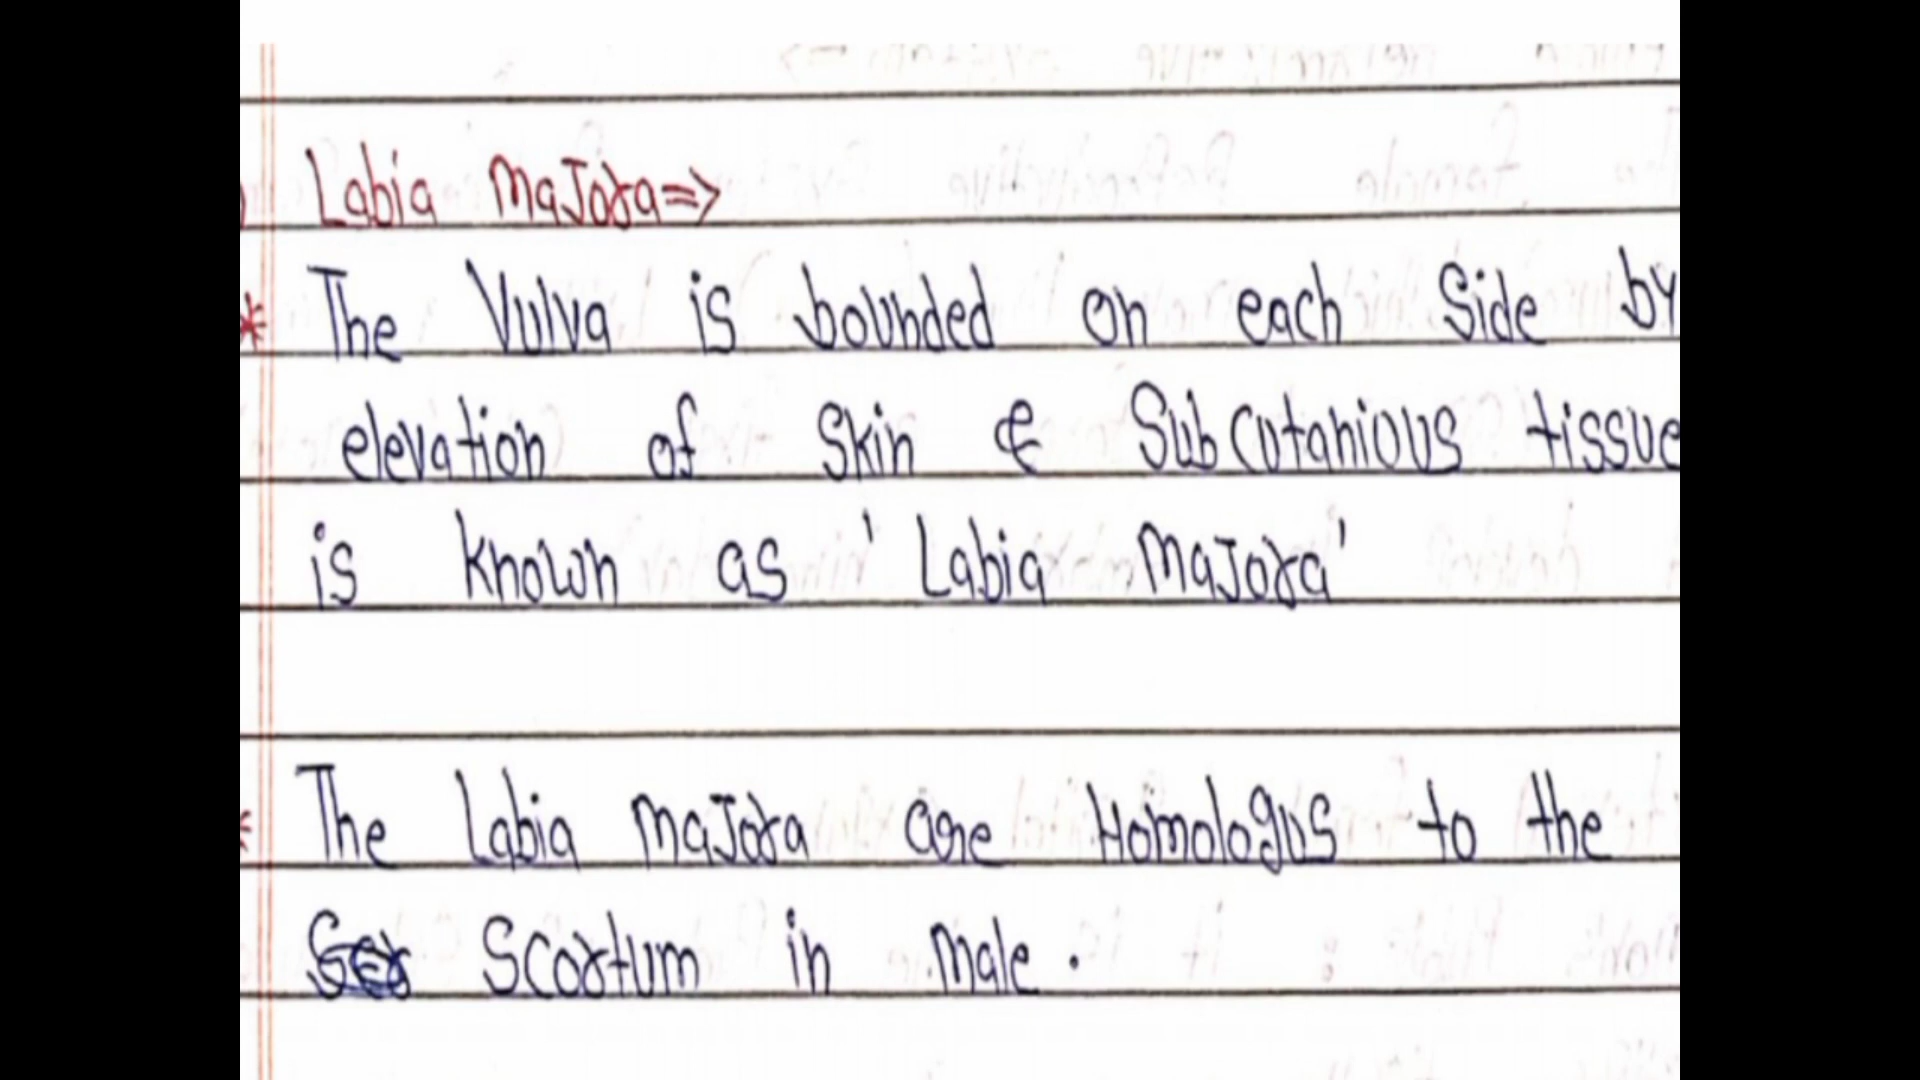 Labia Majora=>
* The Vulva is bounded on each Side by
elevation of Skin & Subcutanious tissue
is known as 'Labia Majora'
* The Labia Majora are Homologus to the
Scortum in male.